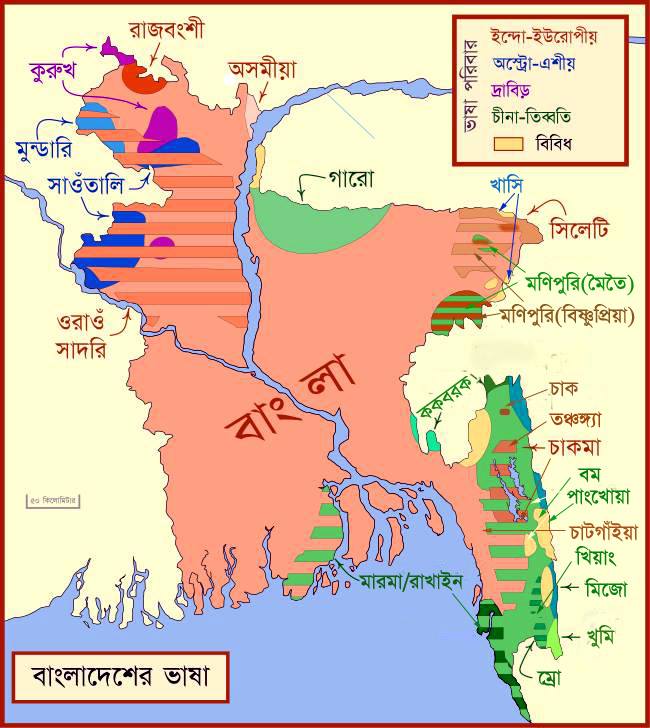 রাজবংশী
কুরুখ
অসমীয়া
মুন্ডারি
সাওঁতালি
গারো
ভাষা পরিবার
ইন্দো-ইউরোপীয়
অস্ট্রো-এশীয়
দ্রাবিড়
চীনা-তিব্বতি
বিবিধ
খাসি
সিলেটি
মণিপুরি(মৈতৈ)
মণিপুরি(বিষ্ণুপ্রিয়া)
ওরাওঁ
সাদরি
বাংলা
ককবরক
চাক
তঞ্চঙ্গ্যা
চাকমা
বম
পাংখোয়া
চাটগাঁইয়া
খিয়াং
মিজো
খুমি
ম্রো
মারমা/রাখাইন
৫০ কিলোমিটার
বাংলাদেশের ভাষা